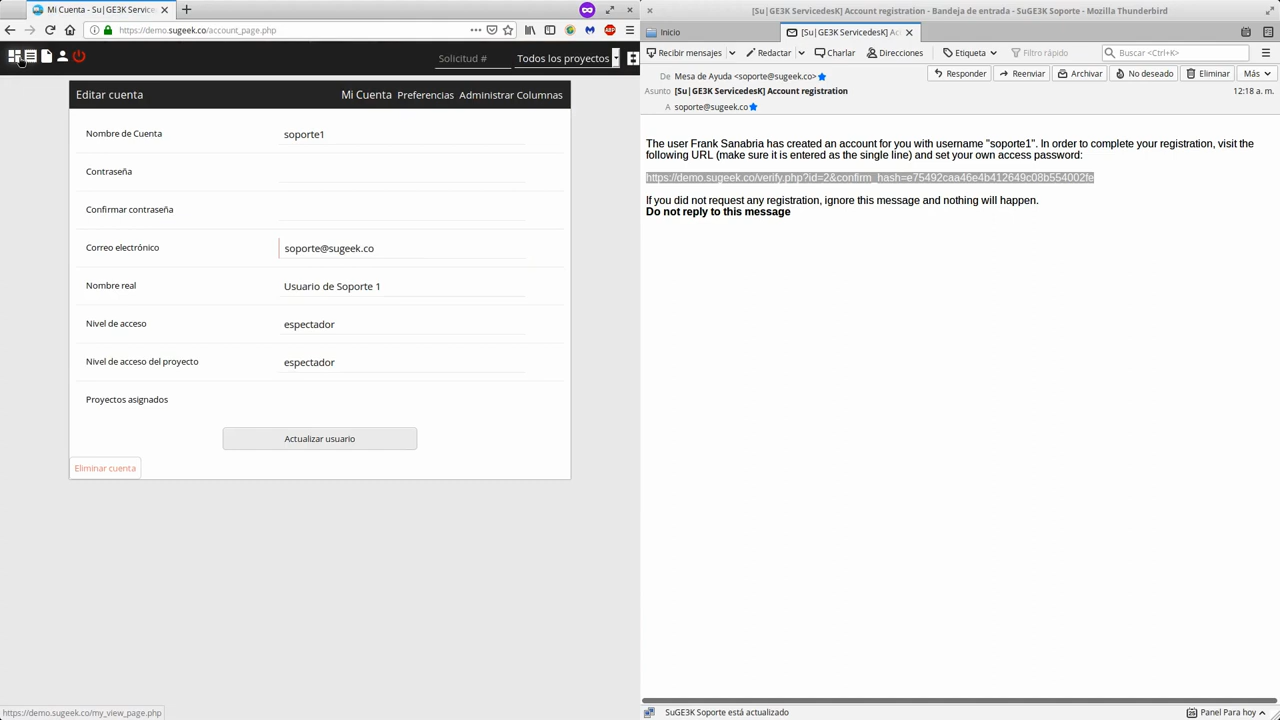 Mi Cuenta - Su|GE3K Service
https://demo.sugeek.co/account_page.php
Solicitud #
Todos los proyectos
Editar cuenta
Mi Cuenta
Preferencias
Administrar Columnas
Nombre de Cuenta
soporte1
Contraseña
Confirmar contraseña
Correo electrónico
soporte@sugeek.co
Nombre real
Usuario de Soporte 1
Nivel de acceso
espectador
Nivel de acceso del proyecto
espectador
Proyectos asignados
Actualizar usuario
Eliminar cuenta
https://demo.sugeek.co/my_view_page.php
[Su|GE3K ServicedesK] Account registration - Bandeja de entrada - SuGE3K Soporte - Mozilla Thunderbird
Inicio
[Su|GE3K ServicedesK] Acc
Recibir mensajes
Redactar
Charlar
Direcciones
Etiqueta
Filtro rápido
Buscar <Ctrl+K>
De Mesa de Ayuda <soporte@sugeek.co>
Responder
Reenviar
Archivar
No deseado
Eliminar
Más
Asunto [Su|GE3K ServicedesK] Account registration
12:18 a. m.
A soporte@sugeek.co
The user Frank Sanabria has created an account for you with username "soporte1". In order to complete your registration, visit the
following URL (make sure it is entered as the single line) and set your own access password:
https://demo.sugeek.co/verify.php?id=2&confirm_hash=e75492caa46e4b412649c08b554002fe
If you did not request any registration, ignore this message and nothing will happen.
Do not reply to this message
SuGE3K Soporte está actualizado
Panel Para hoy